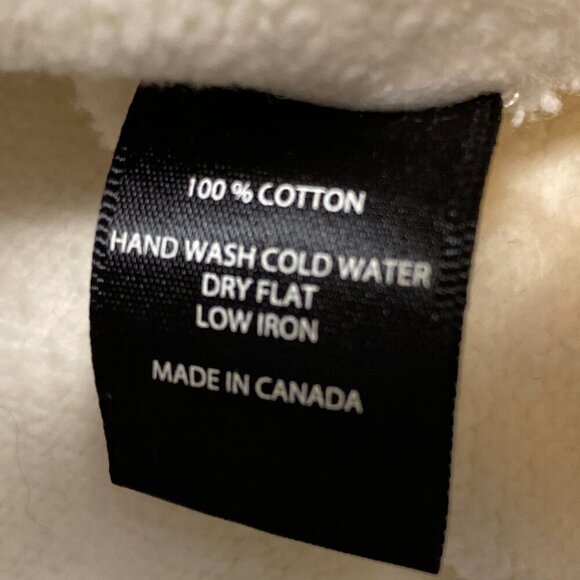 100 % COTTON
HAND WASH COLD WATER
DRY FLAT
LOW IRON
MADE IN CANADA